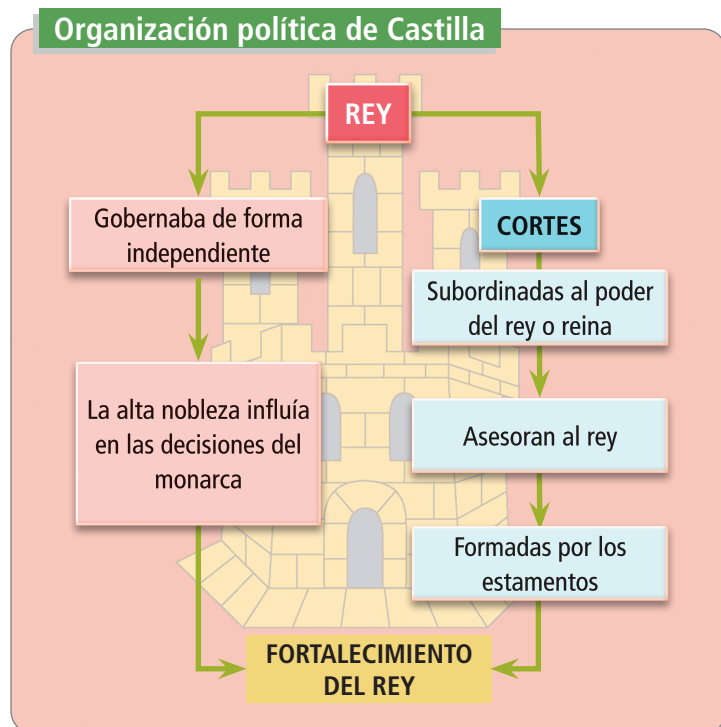 Organización política de Castilla
REY
Gobernaba de forma
independiente
La alta nobleza influía
en las decisiones del
monarca
CORTES
Subordinadas al poder
del rey o reina
Asesoran al rey
Formadas por los
estamentos
FORTALECIMIENTO
DEL REY